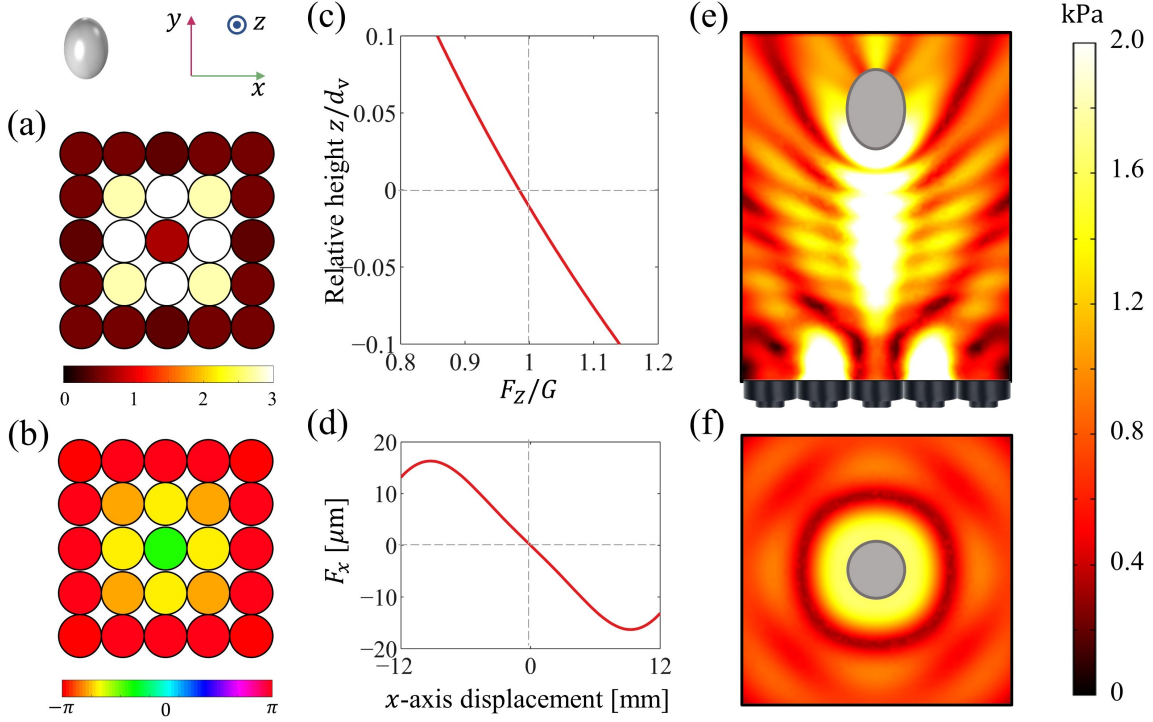 y
z
x
(a)
0 1 2 3
(b)
−π 0 π
(c)
Relative height z/dᵥ
0.1
0.05
0
−0.05
−0.1
0.8 0.9 1 1.1 1.2
F_Z/G
(d)
F_x [μm]
20
10
0
−10
−20
−12 0 12
x-axis displacement [mm]
(e)
(f)
kPa
2.0
1.6
1.2
0.8
0.4
0